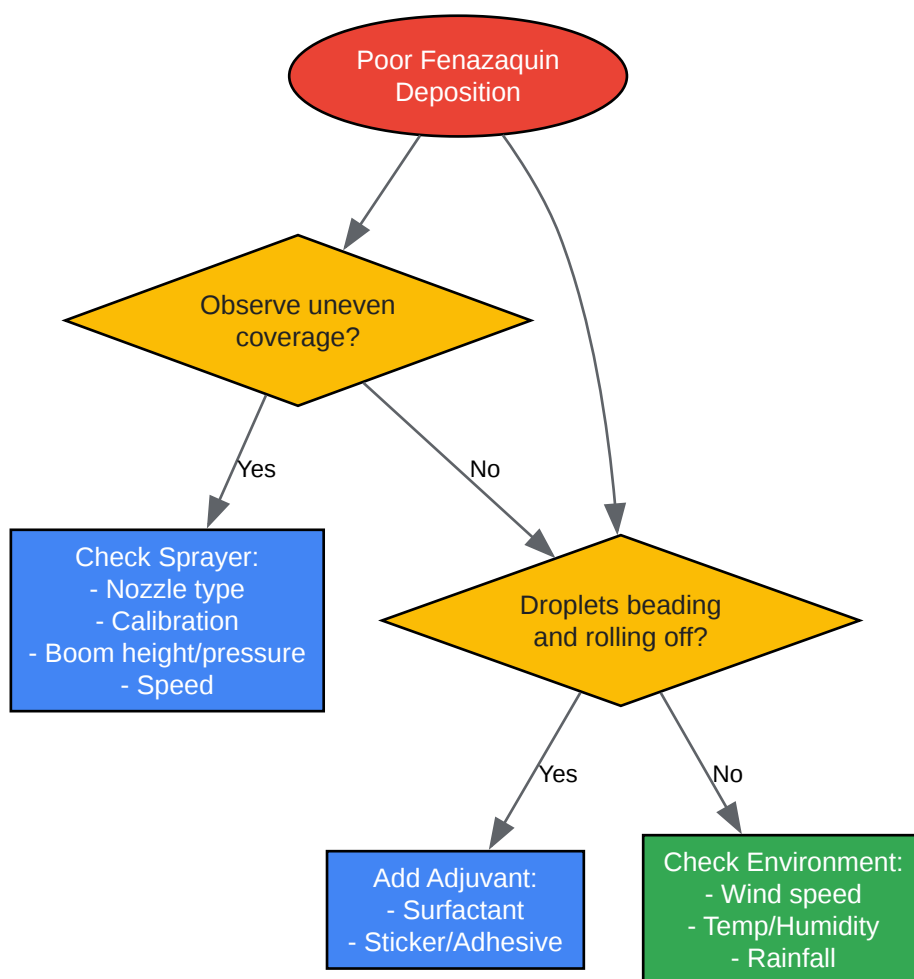 Poor Fenazaquin
Deposition
Observe uneven
coverage?
Yes
No
Check Sprayer:
- Nozzle type
- Calibration
- Boom height/pressure
- Speed
Droplets beading
and rolling off?
Yes
No
Add Adjuvant:
- Surfactant
- Sticker/Adhesive
Check Environment:
- Wind speed
- Temp/Humidity
- Rainfall